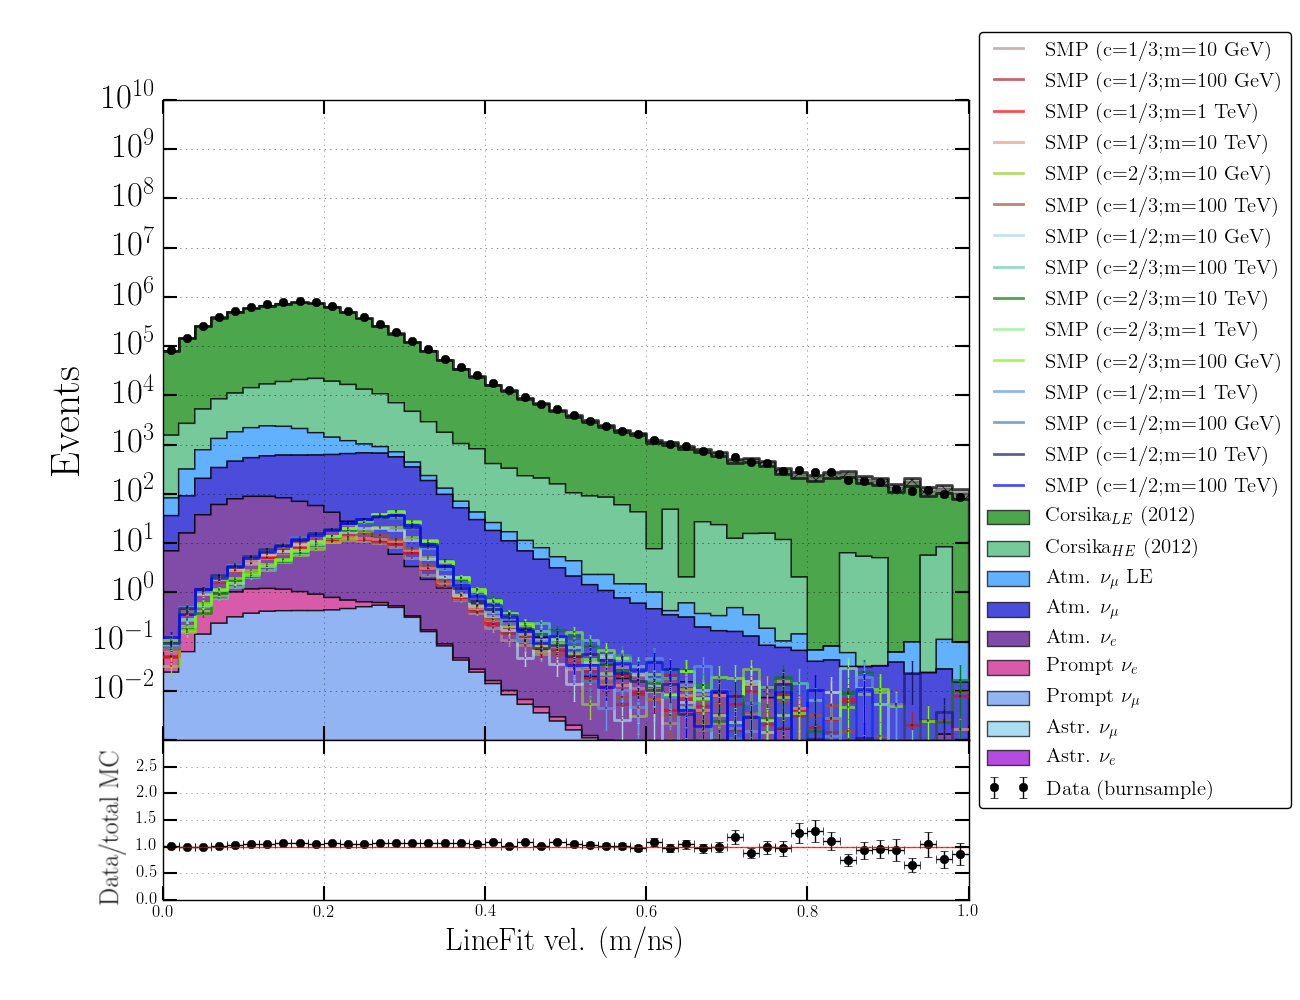 10^10
10^9
10^8
10^7
10^6
10^5
10^4
10^3
10^2
10^1
10^0
10^−1
10^−2
Events
2.5
2.0
1.5
1.0
0.5
0.0
Data/total MC
0.0 0.2 0.4 0.6 0.8 1.0
LineFit vel. (m/ns)
SMP (c=1/3;m=10 GeV)
SMP (c=1/3;m=100 GeV)
SMP (c=1/3;m=1 TeV)
SMP (c=1/3;m=10 TeV)
SMP (c=2/3;m=10 GeV)
SMP (c=1/3;m=100 TeV)
SMP (c=1/2;m=10 GeV)
SMP (c=2/3;m=100 TeV)
SMP (c=2/3;m=10 TeV)
SMP (c=2/3;m=1 TeV)
SMP (c=2/3;m=100 GeV)
SMP (c=1/2;m=1 TeV)
SMP (c=1/2;m=100 GeV)
SMP (c=1/2;m=10 TeV)
SMP (c=1/2;m=100 TeV)
Corsika_LE (2012)
Corsika_HE (2012)
Atm. ν_μ LE
Atm. ν_μ
Atm. ν_e
Prompt ν_e
Prompt ν_μ
Astr. ν_μ
Astr. ν_e
Data (burnsample)